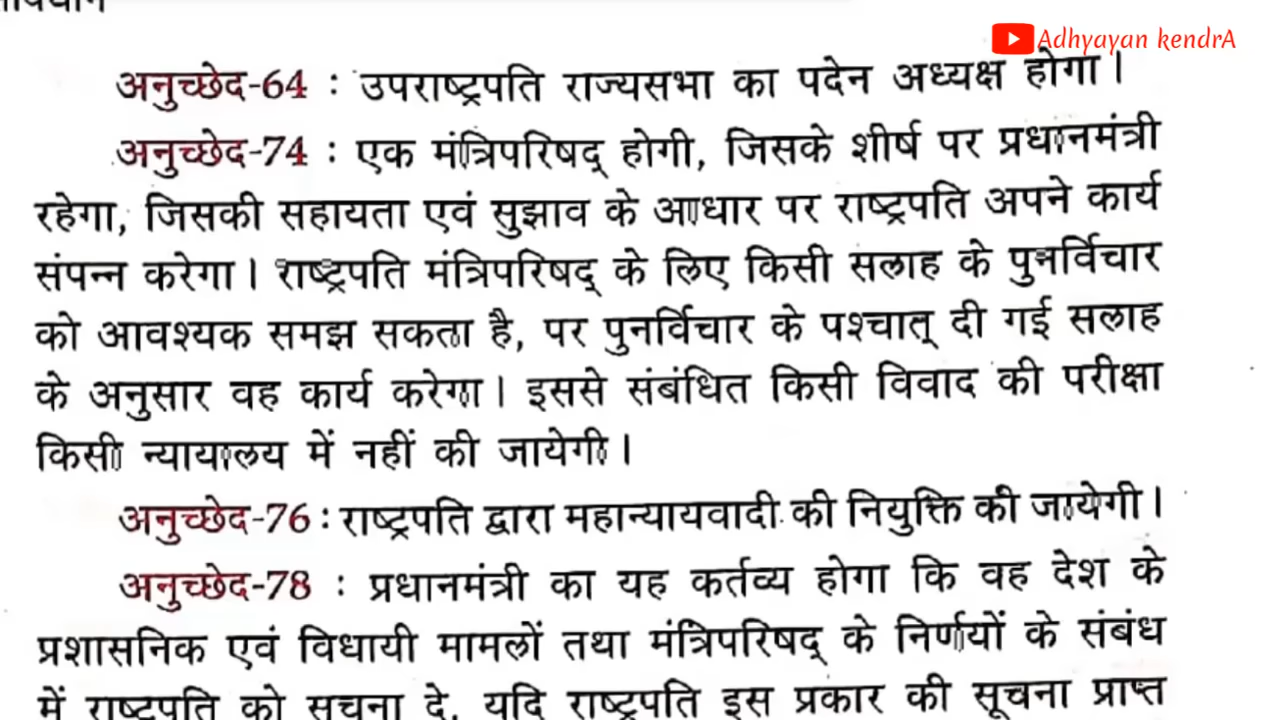 Adhyayan kendrA
अनुच्छेद-64 : उपराष्ट्रपति राज्यसभा का पदेन अध्यक्ष होगा।
अनुच्छेद-74 : एक मंत्रिपरिषद् होगी, जिसके शीर्ष पर प्रधानमंत्री
रहेगा, जिसकी सहायता एवं सुझाव के आधार पर राष्ट्रपति अपने कार्य
संपन्न करेगा। राष्ट्रपति मंत्रिपरिषद् के लिए किसी सलाह के पुनर्विचार
को आवश्यक समझ सकता है, पर पुनर्विचार के पश्चात् दी गई सलाह
के अनुसार वह कार्य करेगा। इससे संबंधित किसी विवाद की परीक्षा
किसी न्यायालय में नहीं की जायेगी।
अनुच्छेद-76 : राष्ट्रपति द्वारा महान्यायवादी की नियुक्ति की जायेगी।
अनुच्छेद-78 : प्रधानमंत्री का यह कर्तव्य होगा कि वह देश के
प्रशासनिक एवं विधायी मामलों तथा मंत्रिपरिषद् के निर्णयों के संबंध
में राष्ट्रपति को सूचना दे, यदि राष्ट्रपति इस प्रकार की सूचना प्राप्त